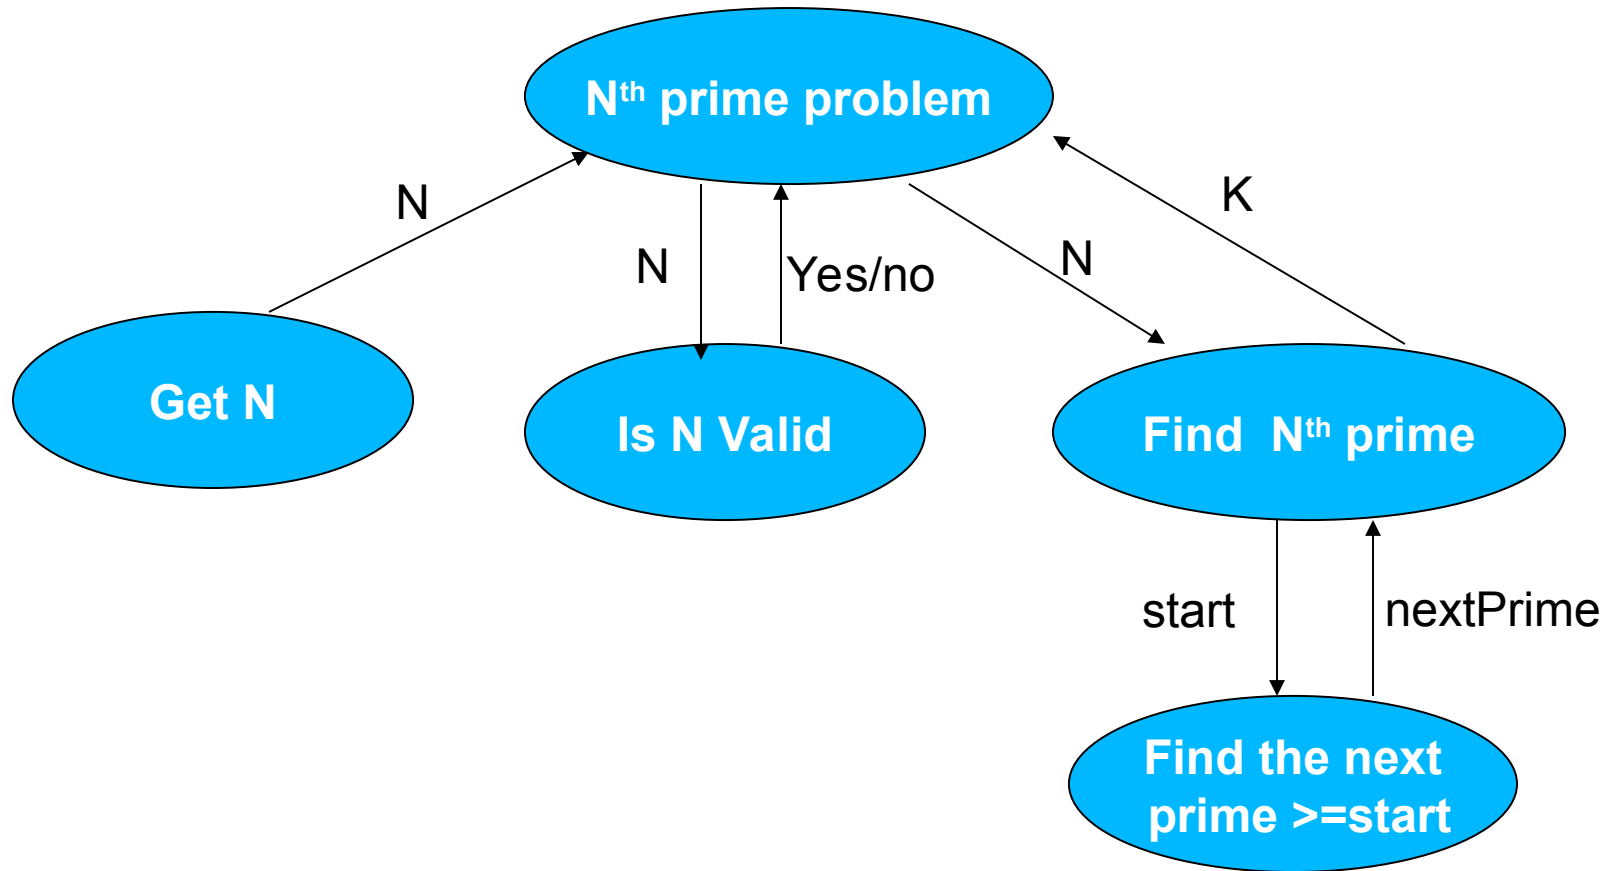 Nth prime problem
N
K
N
Yes/no
N
Get N
Is N Valid
Find Nth prime
start
nextPrime
Find the next
prime >=start